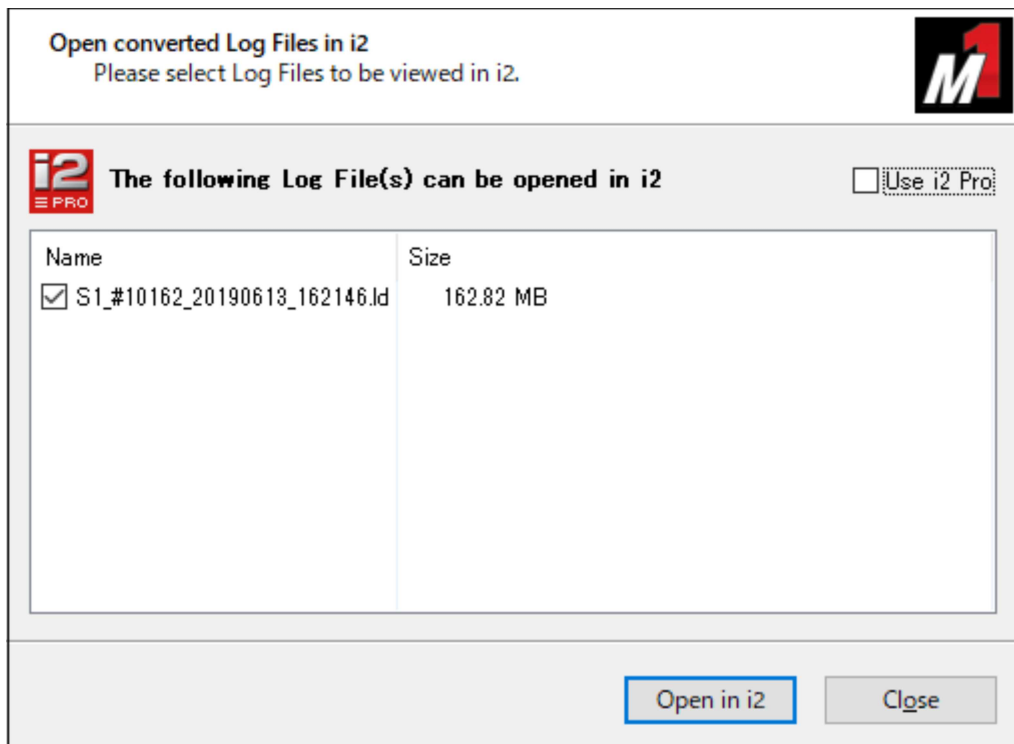 Open converted Log Files in i2
Please select Log Files to be viewed in i2.
M1
i2
PRO
The following Log File(s) can be opened in i2
Use i2 Pro
Name Size
S1_#10162_20190613_162146.ld 162.82 MB
Open in i2 Close